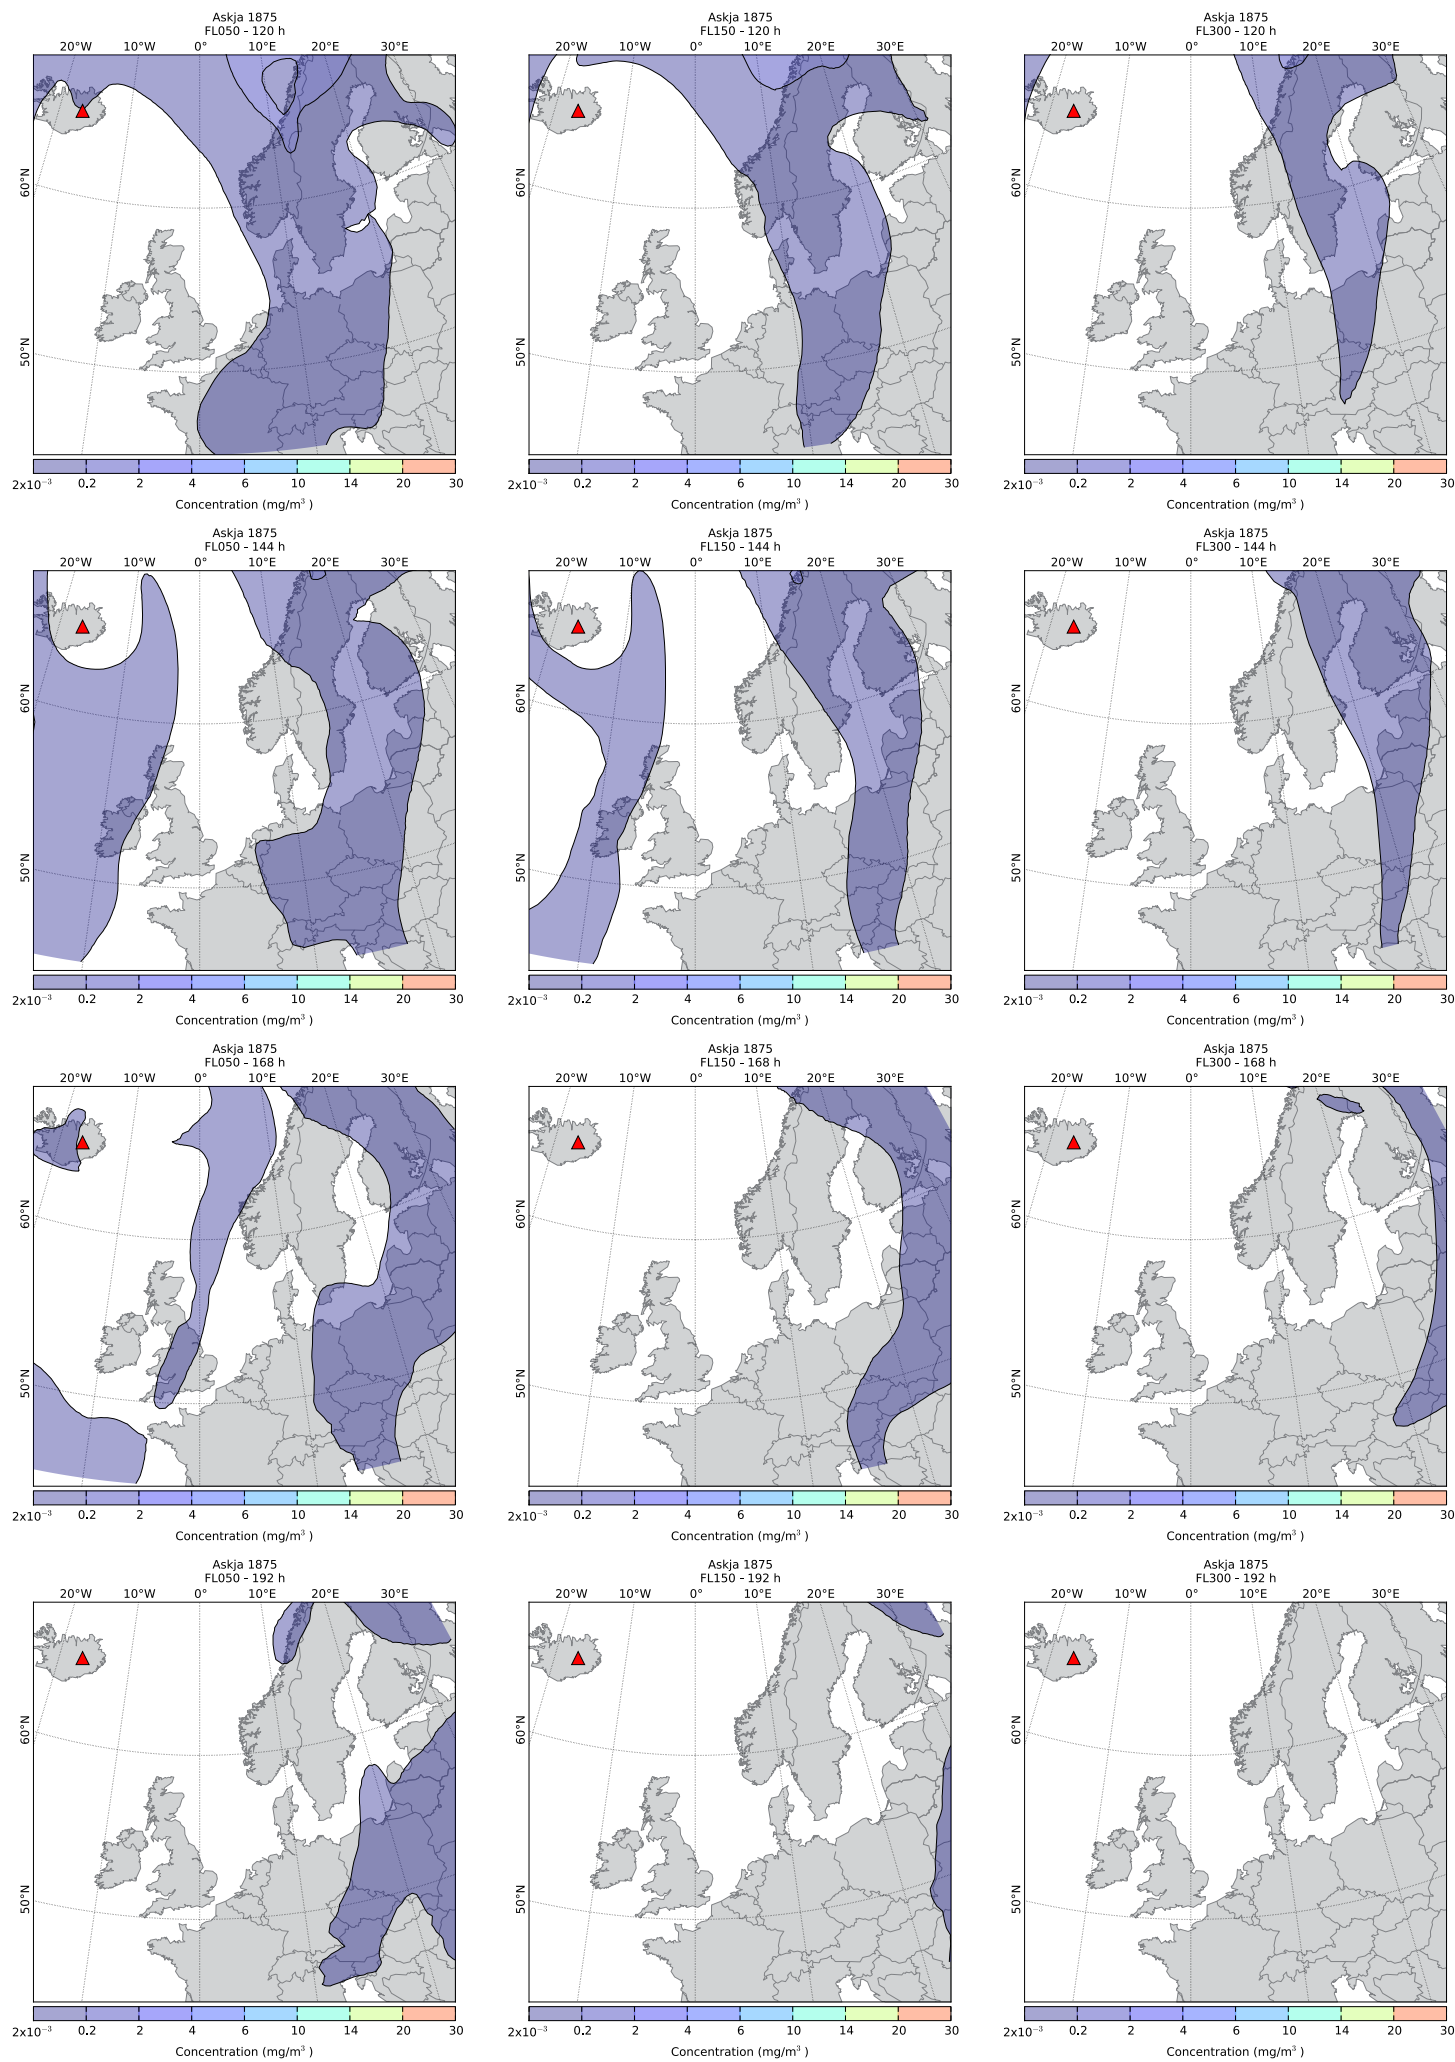 Askja 1875
FL050 - 120 h
20°W 10°W 0° 10°E 20°E 30°E
60°N
50°N
2x10⁻³ 0.2 2 4 6 10 14 20 30
Concentration (mg/m³ )
Askja 1875
FL150 - 120 h
20°W 10°W 0° 10°E 20°E 30°E
60°N
50°N
2x10⁻³ 0.2 2 4 6 10 14 20 30
Concentration (mg/m³ )
Askja 1875
FL300 - 120 h
20°W 10°W 0° 10°E 20°E 30°E
60°N
50°N
2x10⁻³ 0.2 2 4 6 10 14 20 30
Concentration (mg/m³ )
Askja 1875
FL050 - 144 h
20°W 10°W 0° 10°E 20°E 30°E
60°N
50°N
2x10⁻³ 0.2 2 4 6 10 14 20 30
Concentration (mg/m³ )
Askja 1875
FL150 - 144 h
20°W 10°W 0° 10°E 20°E 30°E
60°N
50°N
2x10⁻³ 0.2 2 4 6 10 14 20 30
Concentration (mg/m³ )
Askja 1875
FL300 - 144 h
20°W 10°W 0° 10°E 20°E 30°E
60°N
50°N
2x10⁻³ 0.2 2 4 6 10 14 20 30
Concentration (mg/m³ )
Askja 1875
FL050 - 168 h
20°W 10°W 0° 10°E 20°E 30°E
60°N
50°N
2x10⁻³ 0.2 2 4 6 10 14 20 30
Concentration (mg/m³ )
Askja 1875
FL150 - 168 h
20°W 10°W 0° 10°E 20°E 30°E
60°N
50°N
2x10⁻³ 0.2 2 4 6 10 14 20 30
Concentration (mg/m³ )
Askja 1875
FL300 - 168 h
20°W 10°W 0° 10°E 20°E 30°E
60°N
50°N
2x10⁻³ 0.2 2 4 6 10 14 20 30
Concentration (mg/m³ )
Askja 1875
FL050 - 192 h
20°W 10°W 0° 10°E 20°E 30°E
60°N
50°N
2x10⁻³ 0.2 2 4 6 10 14 20 30
Concentration (mg/m³ )
Askja 1875
FL150 - 192 h
20°W 10°W 0° 10°E 20°E 30°E
60°N
50°N
2x10⁻³ 0.2 2 4 6 10 14 20 30
Concentration (mg/m³ )
Askja 1875
FL300 - 192 h
20°W 10°W 0° 10°E 20°E 30°E
60°N
50°N
2x10⁻³ 0.2 2 4 6 10 14 20 30
Concentration (mg/m³ )